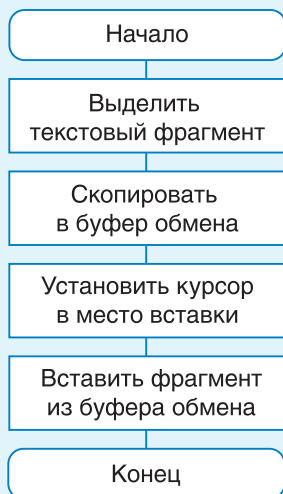 Начало
Выделить
текстовый фрагмент
Скопировать
в буфер обмена
Установить курсор
в место вставки
Вставить фрагмент
из буфера обмена
Конец